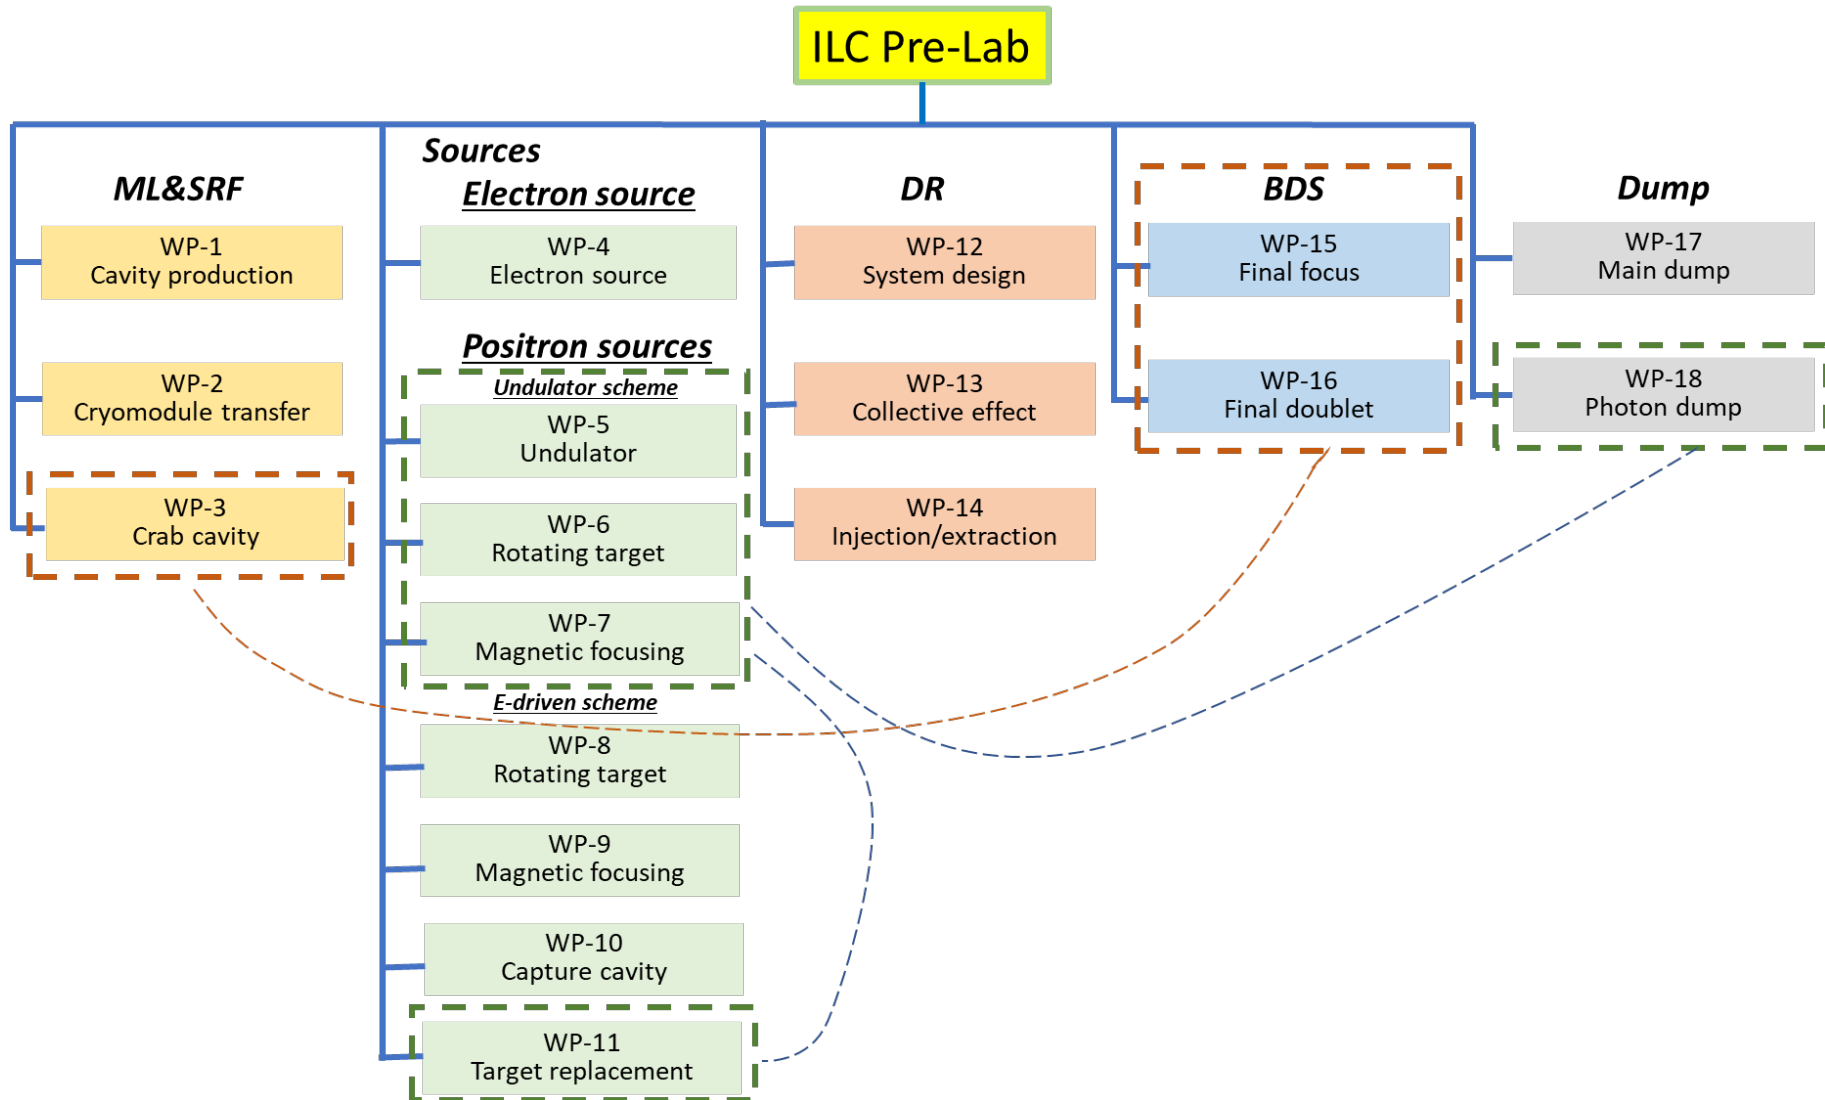 ILC Pre-Lab
ML&SRF
WP-1
Cavity production
WP-2
Cryomodule transfer
WP-3
Crab cavity
Sources
Electron source
WP-4
Electron source
Positron sources
Undulator scheme
WP-5
Undulator
WP-6
Rotating target
WP-7
Magnetic focusing
E-driven scheme
WP-8
Rotating target
WP-9
Magnetic focusing
WP-10
Capture cavity
WP-11
Target replacement
DR
WP-12
System design
WP-13
Collective effect
WP-14
Injection/extraction
BDS
WP-15
Final focus
WP-16
Final doublet
Dump
WP-17
Main dump
WP-18
Photon dump